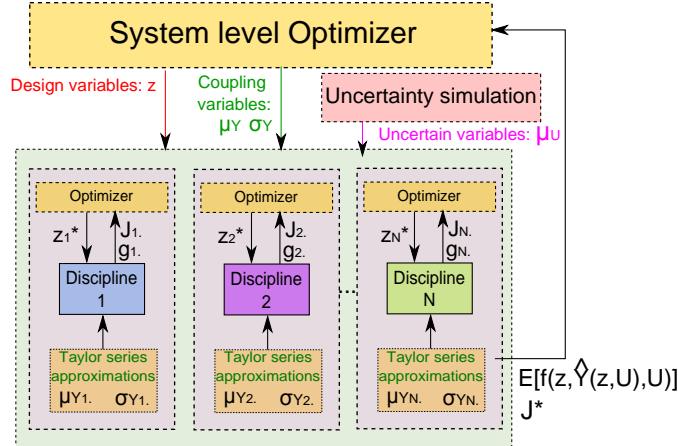 System level Optimizer
Design variables: z
Coupling
variables:
μY σY
Uncertainty simulation
Uncertain variables: μU
Optimizer
Optimizer
Optimizer
z1* J1.
g1.
z2* J2.
g2.
zN* JN.
gN.
Discipline
1
Discipline
2
...
Discipline
N
Taylor series
approximations
μY1. σY1.
Taylor series
approximations
μY2. σY2.
Taylor series
approximations
μYN. σYN.
E[f(z,Ŷ(z,U),U)]
J*